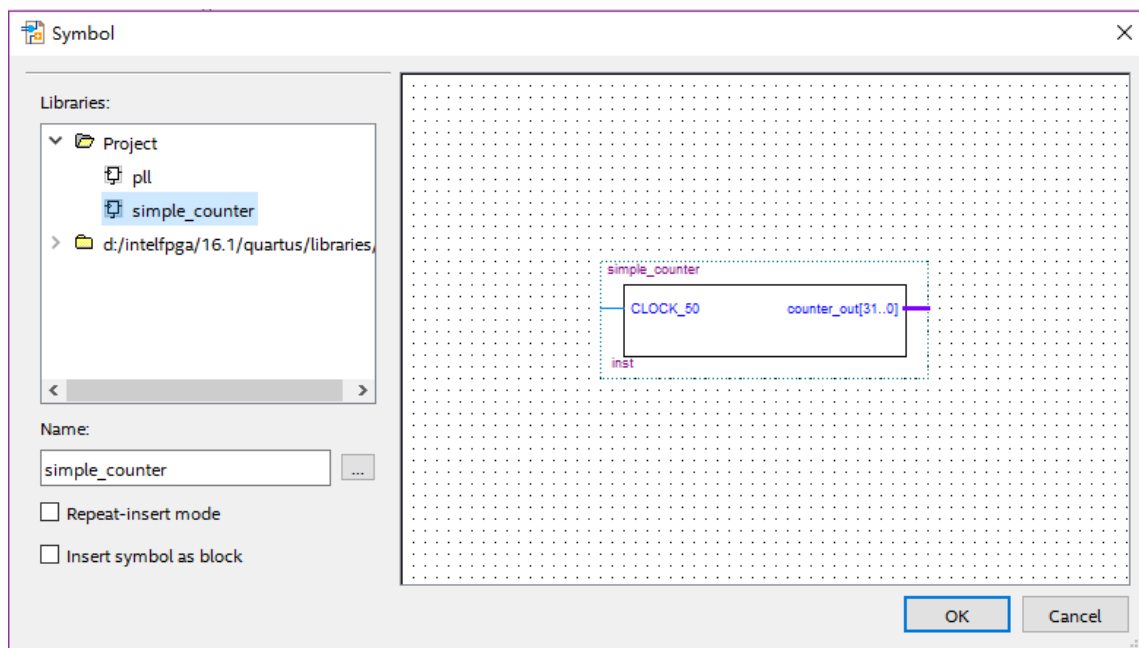 Symbol
Libraries:
Project
pll
simple_counter
d:/intelfpga/16.1/quartus/libraries/
Name:
simple_counter
...
Repeat-insert mode
Insert symbol as block
simple_counter
CLOCK_50 counter_out[31..0]
inst
OK Cancel